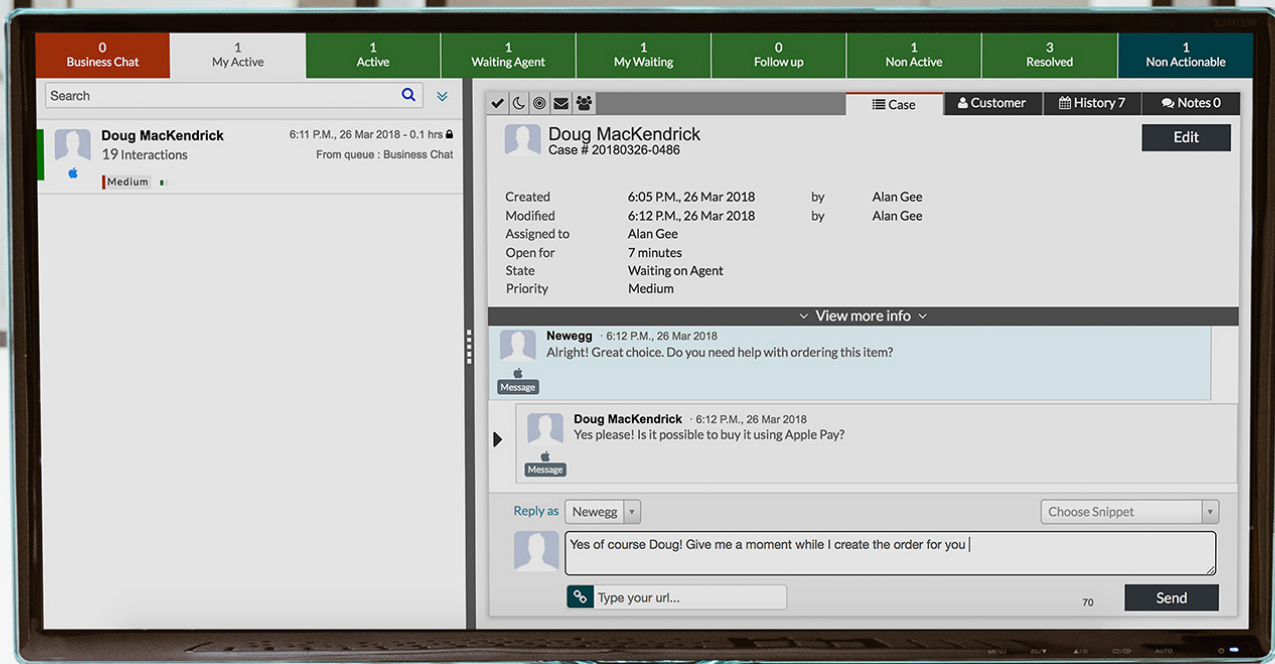 S24D390
0
Business Chat
1
My Active
1
Active
1
Waiting Agent
1
My Waiting
0
Follow up
1
Non Active
3
Resolved
1
Non Actionable
Search
Doug MacKendrick
6:11 P.M., 26 Mar 2018 - 0.1 hrs
19 Interactions
From queue : Business Chat
Medium
Case
Customer
History 7
Notes 0
Doug MacKendrick
Case # 20180326-0486
Edit
Created 6:05 P.M., 26 Mar 2018 by Alan Gee
Modified 6:12 P.M., 26 Mar 2018 by Alan Gee
Assigned to Alan Gee
Open for 7 minutes
State Waiting on Agent
Priority Medium
View more info
Newegg · 6:12 P.M., 26 Mar 2018
Alright! Great choice. Do you need help with ordering this item?
Message
Doug MacKendrick · 6:12 P.M., 26 Mar 2018
Yes please! Is it possible to buy it using Apple Pay?
Message
Reply as Newegg
Choose Snippet
Yes of course Doug! Give me a moment while I create the order for you
Type your url...
70
Send
MENU
AUTO